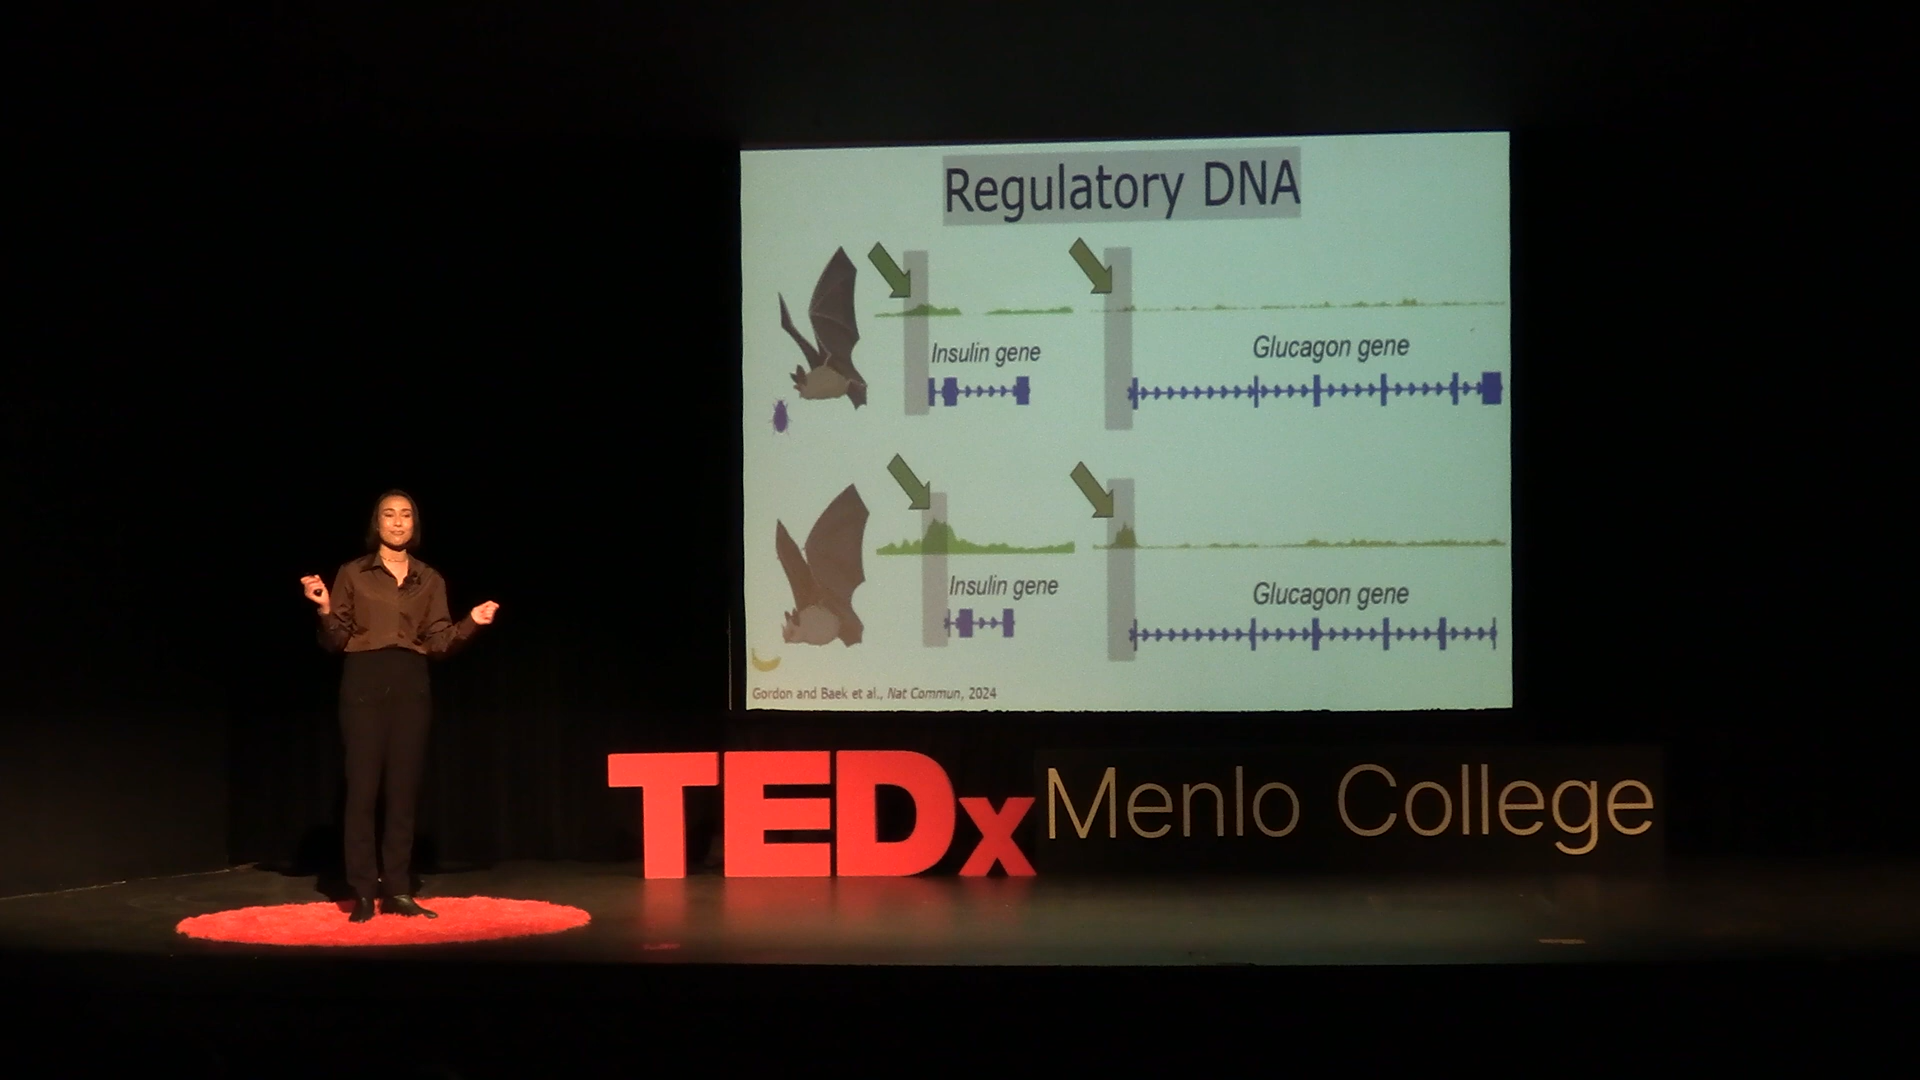 Regulatory DNA
Insulin gene
Glucagon gene
Insulin gene
Glucagon gene
Gordon and Baek et al., Nat Commun, 2024
TEDx Menlo College